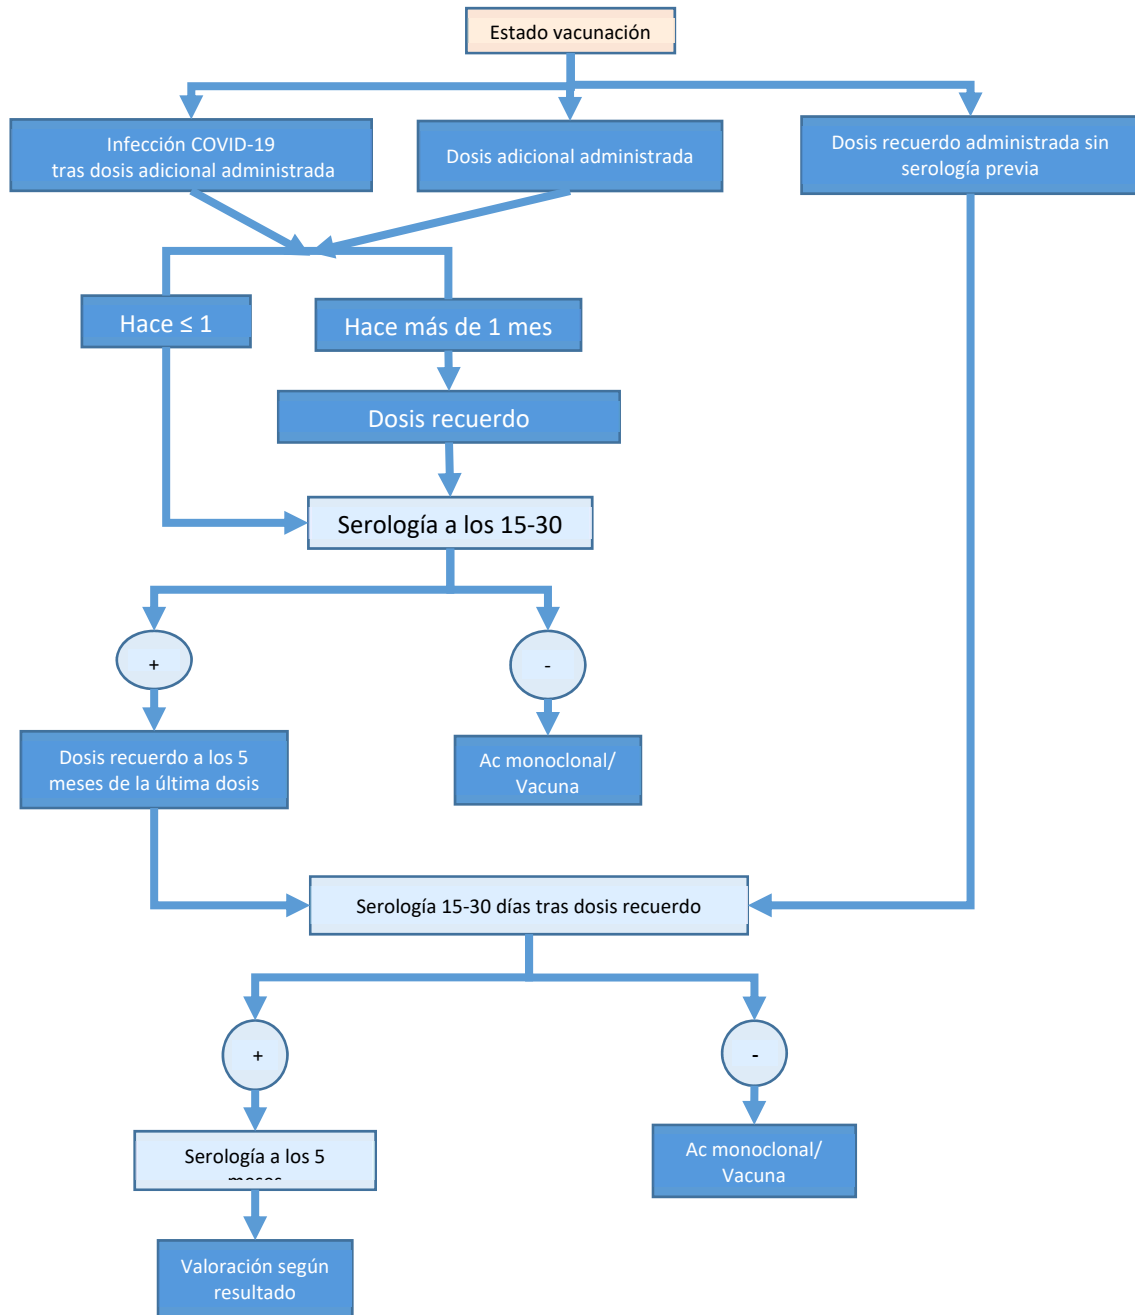 Estado vacunación
Infección COVID-19
tras dosis adicional administrada
Dosis adicional administrada
Dosis recuerdo administrada sin
serología previa
Hace ≤ 1
Hace más de 1 mes
Dosis recuerdo
Serología a los 15-30
+
-
Dosis recuerdo a los 5
meses de la última dosis
Ac monoclonal/
Vacuna
Serología 15-30 días tras dosis recuerdo
+
-
Serología a los 5
meses
Ac monoclonal/
Vacuna
Valoración según
resultado